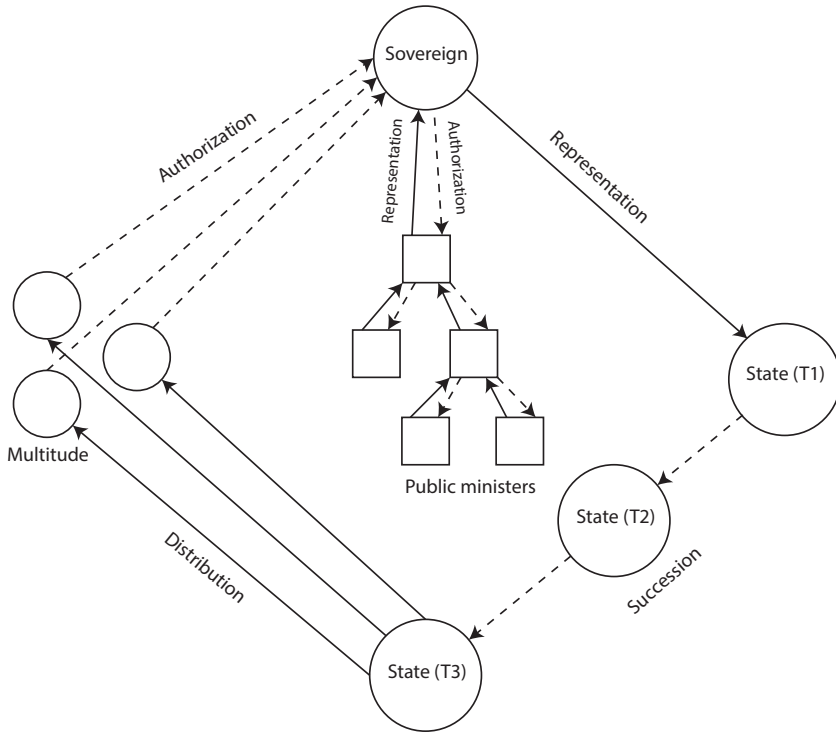 Sovereign
Authorization
Representation
Authorization
Representation
State (T1)
Multitude
Public ministers
State (T2)
Succession
Distribution
State (T3)